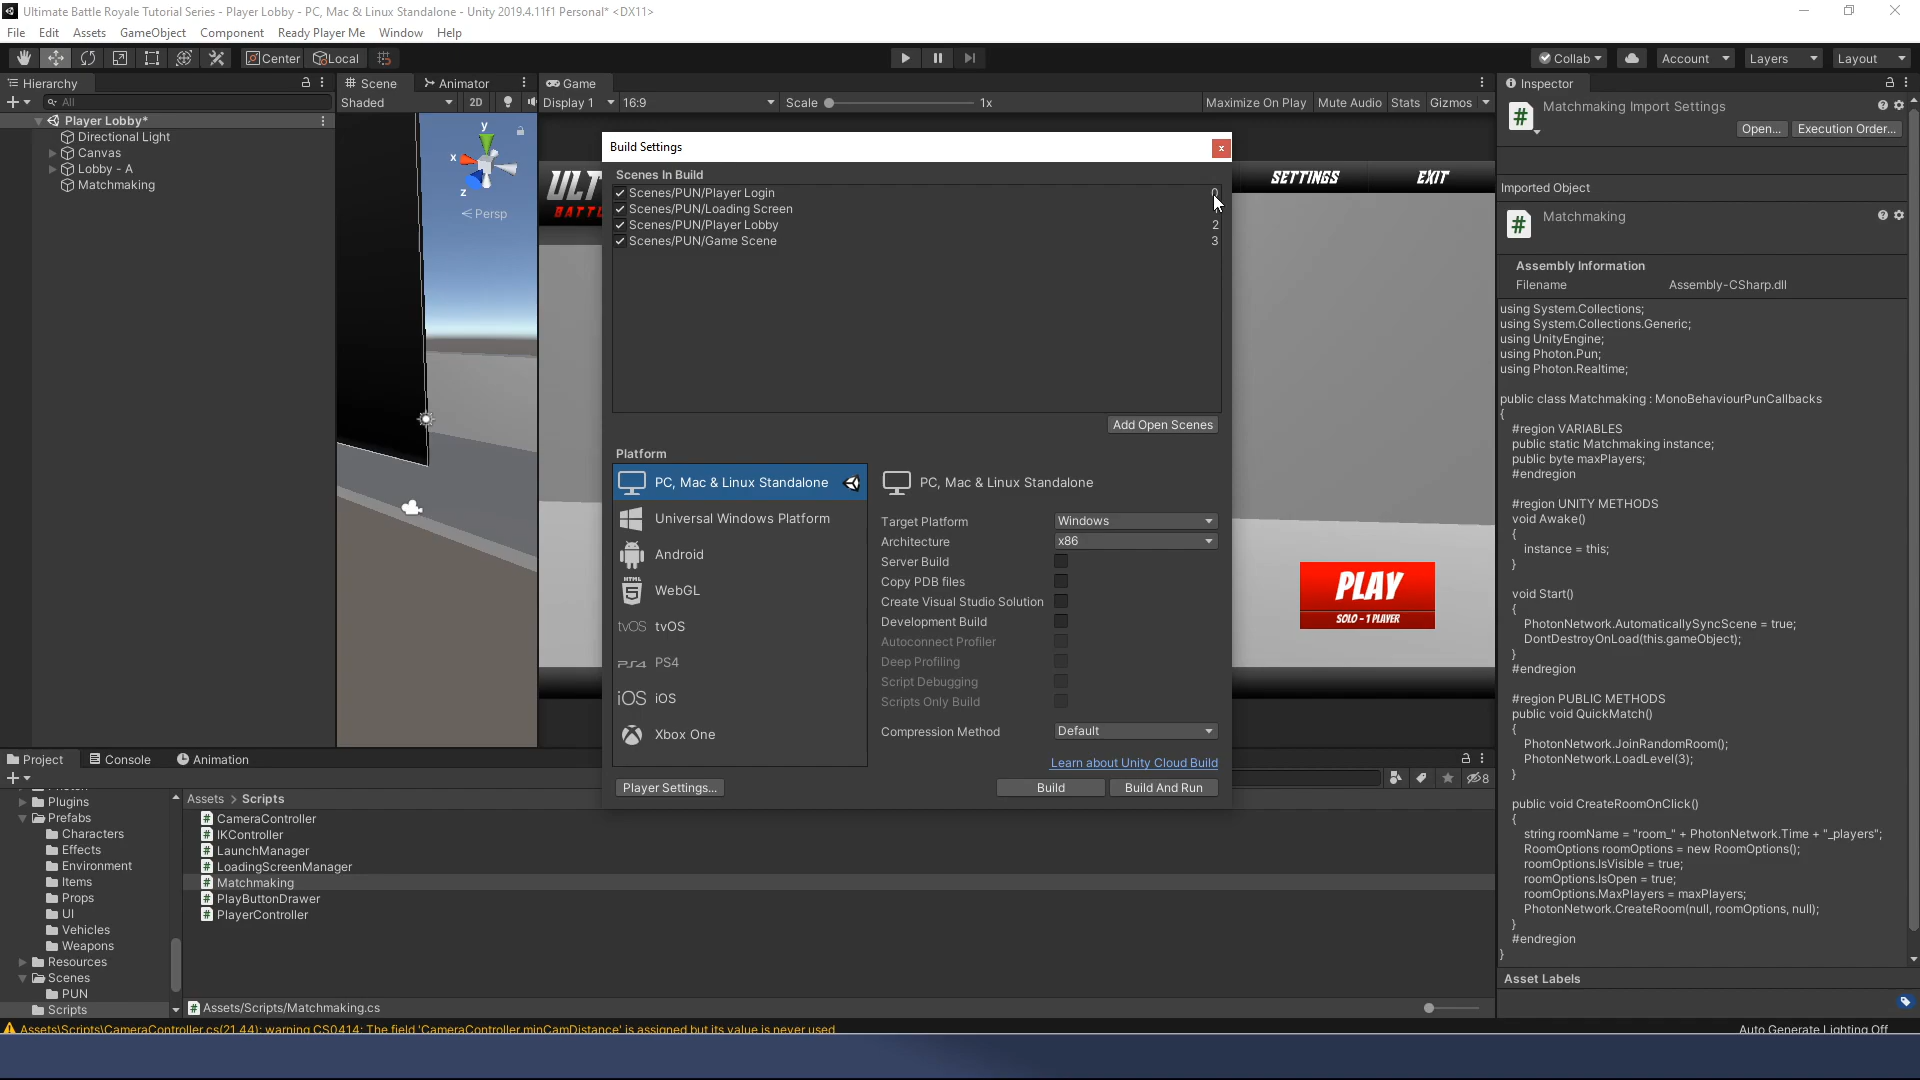 Ultimate Battle Royale Tutorial Series - Player Lobby - PC, Mac & Linux Standalone - Unity 2019.4.11f1 Personal* <DX11>
File Edit Assets GameObject Component Ready Player Me Window Help
Center Local Collab Account Layers Layout
Hierarchy
All
Player Lobby*
Directional Light
Canvas
Lobby - A
Matchmaking
Scene Animator
Shaded 2D
y
x
z
Persp
Game
Display 1 16:9 Scale 1x Maximize On Play Mute Audio Stats Gizmos
ULT
BATTL
SETTINGS EXIT
PLAY
SOLO - 1 PLAYER
Build Settings
x
Scenes In Build
Scenes/PUN/Player Login 0
Scenes/PUN/Loading Screen
Scenes/PUN/Player Lobby 2
Scenes/PUN/Game Scene 3
Add Open Scenes
Platform
PC, Mac & Linux Standalone
Universal Windows Platform
Android
HTML WebGL
tvOS tvOS
PS4 PS4
iOS iOS
Xbox One
PC, Mac & Linux Standalone
Target Platform Windows
Architecture x86
Server Build
Copy PDB files
Create Visual Studio Solution
Development Build
Autoconnect Profiler
Deep Profiling
Script Debugging
Scripts Only Build
Compression Method Default
Learn about Unity Cloud Build
Player Settings... Build Build And Run
Inspector
Matchmaking Import Settings
Open... Execution Order...
Imported Object
Matchmaking
Assembly Information
Filename Assembly-CSharp.dll
using System.Collections;
using System.Collections.Generic;
using UnityEngine;
using Photon.Pun;
using Photon.Realtime;
public class Matchmaking : MonoBehaviourPunCallbacks
{
#region VARIABLES
public static Matchmaking instance;
public byte maxPlayers;
#endregion
#region UNITY METHODS
void Awake()
{
instance = this;
}
void Start()
{
PhotonNetwork.AutomaticallySyncScene = true;
DontDestroyOnLoad(this.gameObject);
}
#endregion
#region PUBLIC METHODS
public void QuickMatch()
{
PhotonNetwork.JoinRandomRoom();
PhotonNetwork.LoadLevel(3);
}
public void CreateRoomOnClick()
{
string roomName = "room_" + PhotonNetwork.Time + "_players";
RoomOptions roomOptions = new RoomOptions();
roomOptions.IsVisible = true;
roomOptions.IsOpen = true;
roomOptions.MaxPlayers = maxPlayers;
PhotonNetwork.CreateRoom(null, roomOptions, null);
}
#endregion
}
Asset Labels
Project Console Animation
8
Plugins
Prefabs
Characters
Effects
Environment
Items
Props
UI
Vehicles
Weapons
Resources
Scenes
PUN
Scripts
Assets > Scripts
CameraController
IKController
LaunchManager
LoadingScreenManager
Matchmaking
PlayButtonDrawer
PlayerController
Assets/Scripts/Matchmaking.cs
Assets\Scripts\CameraController.cs(21,44): warning CS0414: The field 'CameraController.minCamDistance' is assigned but its value is never used
Auto Generate Lighting Off